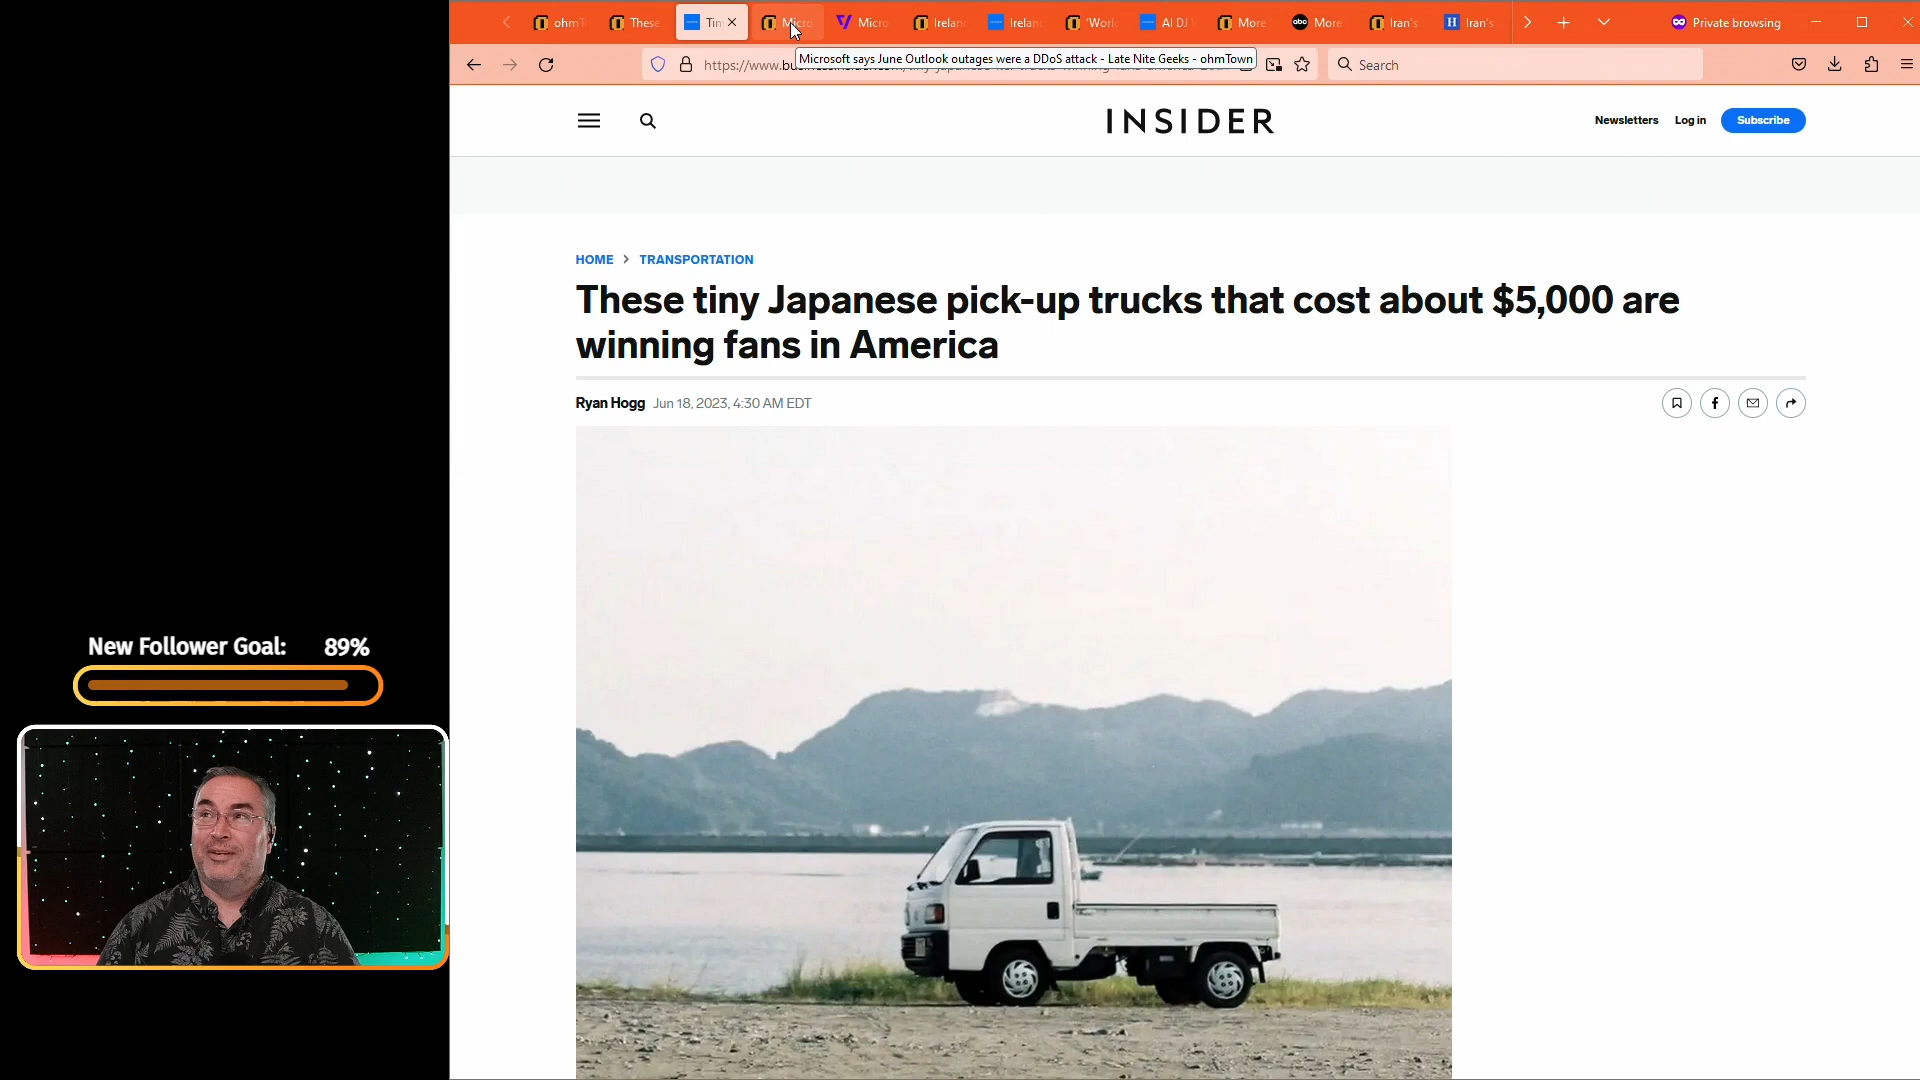 ohmT
These
Tin
Micro
Micro
Irelan
Irelan
'Worl
AI DJ
More
abc
More
Iran's
H
Iran's
Private browsing
https://www.bu
Microsoft says June Outlook outages were a DDoS attack - Late Nite Geeks - ohmTown
Search
INSIDER
Newsletters
Log in
Subscribe
HOME > TRANSPORTATION
These tiny Japanese pick-up trucks that cost about $5,000 are
winning fans in America
Ryan Hogg Jun 18, 2023, 4:30 AM EDT
New Follower Goal: 89%